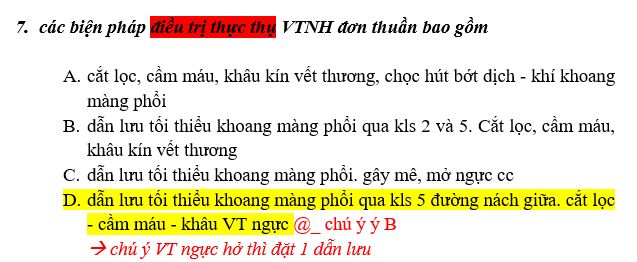 7. các biện pháp điều trị thực thụ VTNH đơn thuần bao gồm
A. cắt lọc, cầm máu, khâu kín vết thương, chọc hút bớt dịch - khí khoang
màng phổi
B. dẫn lưu tối thiểu khoang màng phổi qua kls 2 và 5. Cắt lọc, cầm máu,
khâu kín vết thương
C. dẫn lưu tối thiểu khoang màng phổi. gây mê, mở ngực cc
D. dẫn lưu tối thiểu khoang màng phổi qua kls 5 đường nách giữa. cắt lọc
- cầm máu - khâu VT ngực @_ chú ý ý B
→ chú ý VT ngực hở thì đặt 1 dẫn lưu